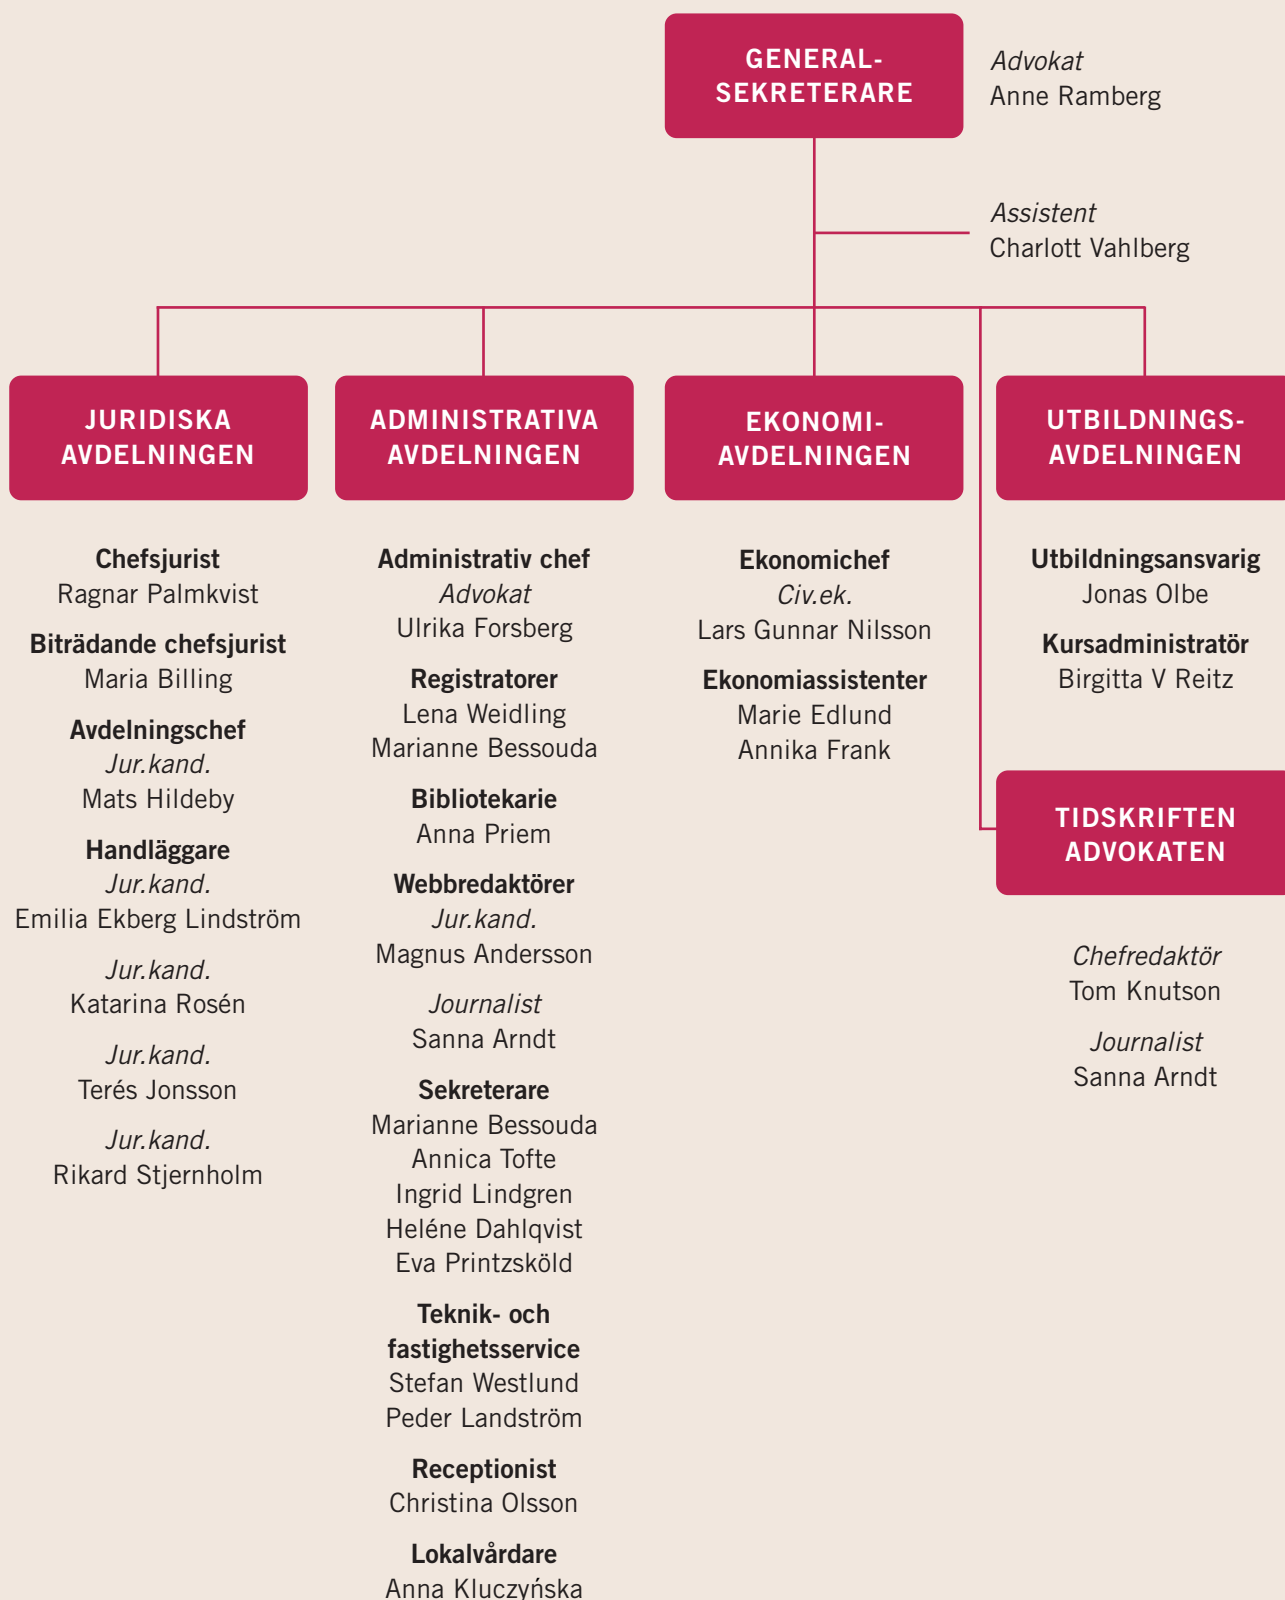 GENERAL-
SEKRETERARE
Advokat
Anne Ramberg
Assistent
Charlott Vahlberg
JURIDISKA
AVDELNINGEN
Chefsjurist
Ragnar Palmkvist
Biträdande chefsjurist
Maria Billing
Avdelningschef
Jur.kand.
Mats Hildeby
Handläggare
Jur.kand.
Emilia Ekberg Lindström
Jur.kand.
Katarina Rosén
Jur.kand.
Terés Jonsson
Jur.kand.
Rikard Stjernholm
ADMINISTRATIVA
AVDELNINGEN
Administrativ chef
Advokat
Ulrika Forsberg
Registratorer
Lena Weidling
Marianne Bessouda
Bibliotekarie
Anna Priem
Webbredaktörer
Jur.kand.
Magnus Andersson
Journalist
Sanna Arndt
Sekreterare
Marianne Bessouda
Annica Tofte
Ingrid Lindgren
Heléne Dahlqvist
Eva Printzsköld
Teknik- och
fastighetsservice
Stefan Westlund
Peder Landström
Receptionist
Christina Olsson
Lokalvårdare
Anna Kluczyńska
EKONOMI-
AVDELNINGEN
Ekonomichef
Civ.ek.
Lars Gunnar Nilsson
Ekonomiassistenter
Marie Edlund
Annika Frank
UTBILDNINGS-
AVDELNINGEN
Utbildningsansvarig
Jonas Olbe
Kursadministratör
Birgitta V Reitz
TIDSKRIFTEN
ADVOKATEN
Chefredaktör
Tom Knutson
Journalist
Sanna Arndt